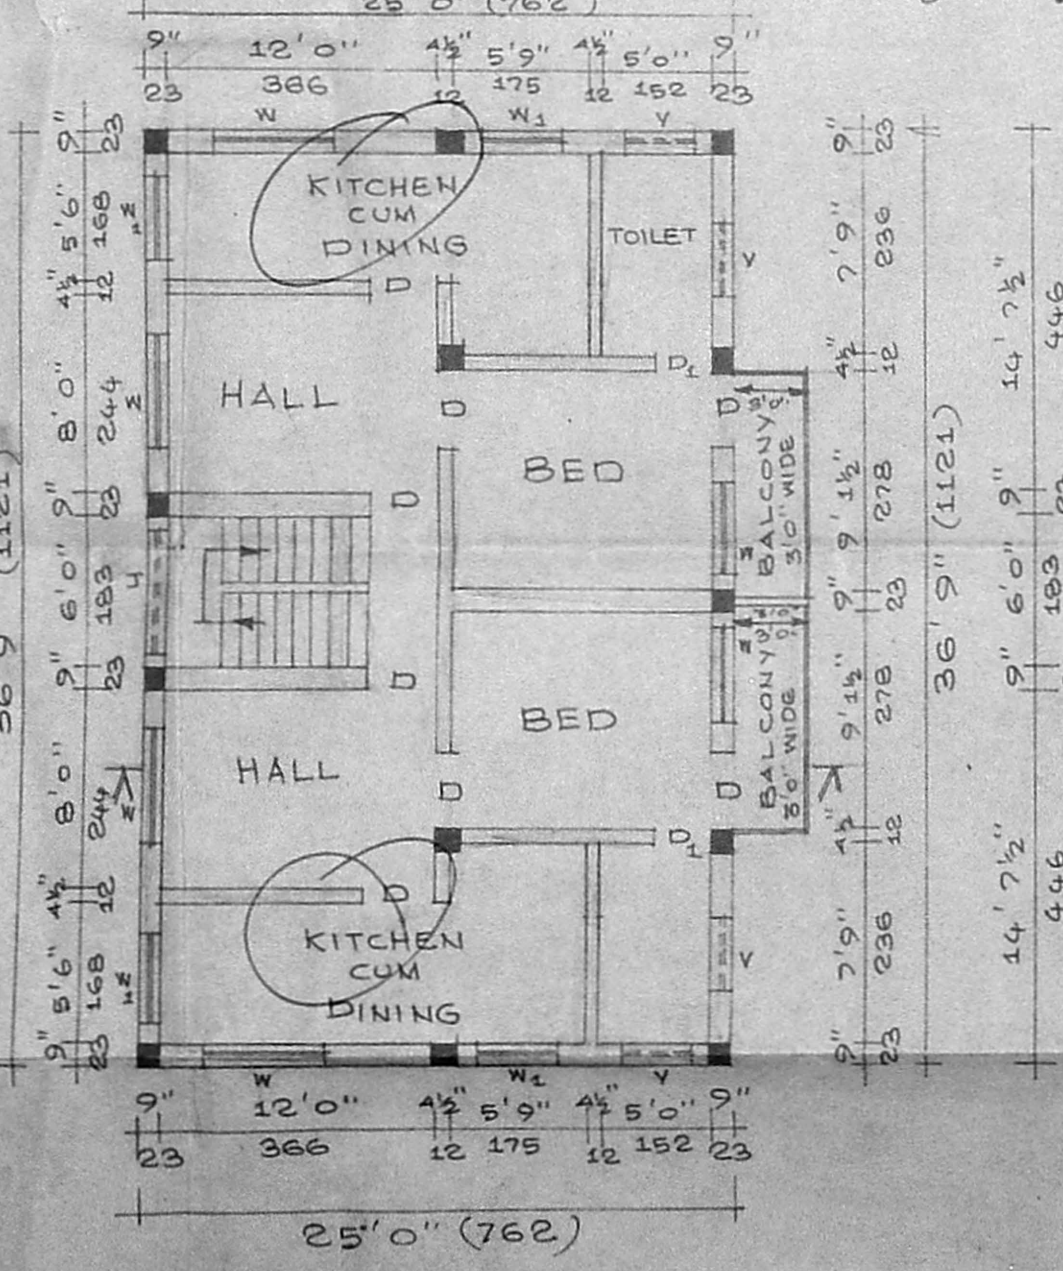 25'0" (762)
9" 12'0" 4½" 5'9" 4½" 5'0" 9"
23 366 12 175 12 152 23
W W1 V
9" 23
5'6" 168 W1
4½" 12
8'0" 244 W
9" 23
6'0" 183
9" 23
8'0" 244 W
4½" 12
5'6" 168 W1
9" 23
36'9" (1121)
KITCHEN
CUM
DINING
D
TOILET
V
D1
HALL
D
D
BED
D
W
BALCONY
3'0" WIDE
3'0"
D
D
BED
W
BALCONY
3'0" WIDE
3'0"
HALL
D
D
D1
D
KITCHEN
CUM
DINING
V
9" 23
7'9" 236
4½" 12
9'1½" 278
9" 23
9'1½" 278
4½" 12
7'9" 236
9" 23
36'9" (1121)
14'7½" 446
9"
6'0" 183
9"
14'7½" 446
W W1 V
9" 12'0" 4½" 5'9" 4½" 5'0" 9"
23 366 12 175 12 152 23
25'0" (762)